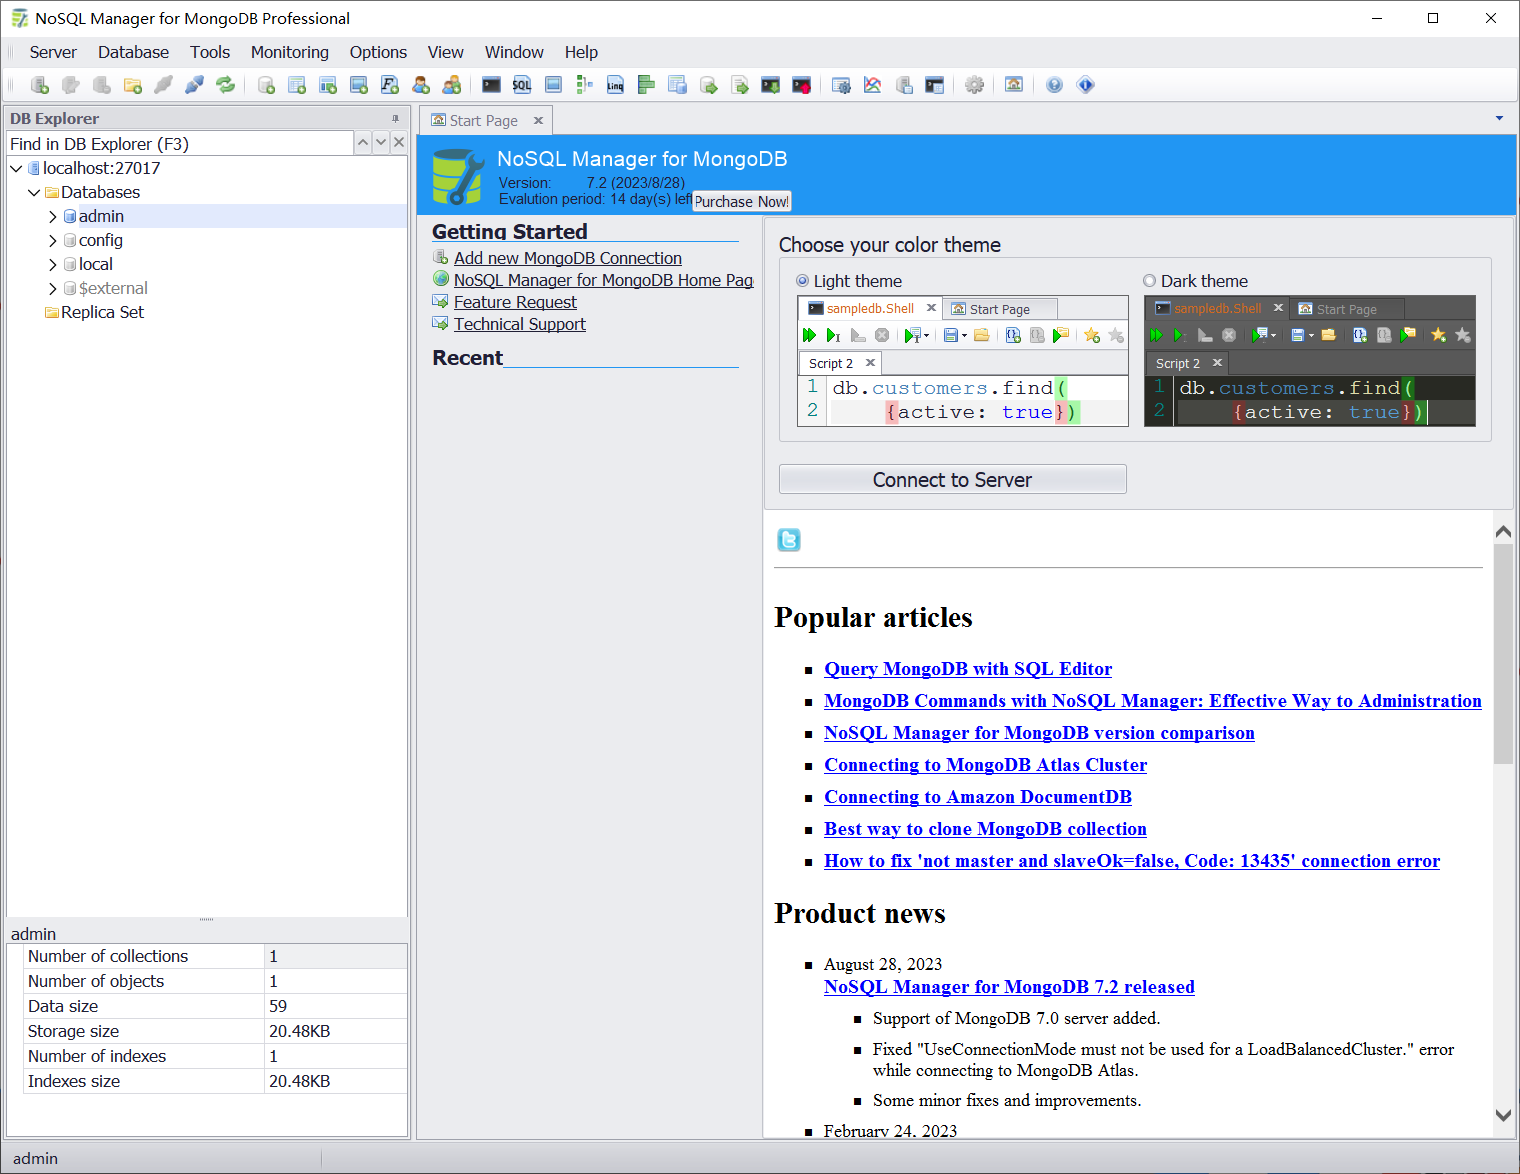 NoSQL Manager for MongoDB Professional
Server Database Tools Monitoring Options View Window Help
SQL
Linq
DB Explorer
Find in DB Explorer (F3)
localhost:27017
Databases
admin
config
local
$external
Replica Set
admin
Number of collections 1
Number of objects 1
Data size 59
Storage size 20.48KB
Number of indexes 1
Indexes size 20.48KB
Start Page
NoSQL Manager for MongoDB
Version: 7.2 (2023/8/28)
Evalution period: 14 day(s) left
Purchase Now!
Getting Started
Add new MongoDB Connection
NoSQL Manager for MongoDB Home Pag
Feature Request
Technical Support
Recent
Choose your color theme
Light theme
sampledb.Shell Start Page
Script 2
1 db.customers.find(
2 {active: true})
Dark theme
sampledb.Shell Start Page
Script 2
1 db.customers.find(
2 {active: true})
Connect to Server
Popular articles
Query MongoDB with SQL Editor
MongoDB Commands with NoSQL Manager: Effective Way to Administration
NoSQL Manager for MongoDB version comparison
Connecting to MongoDB Atlas Cluster
Connecting to Amazon DocumentDB
Best way to clone MongoDB collection
How to fix 'not master and slaveOk=false, Code: 13435' connection error
Product news
August 28, 2023
NoSQL Manager for MongoDB 7.2 released
Support of MongoDB 7.0 server added.
Fixed "UseConnectionMode must not be used for a LoadBalancedCluster." error
while connecting to MongoDB Atlas.
Some minor fixes and improvements.
February 24, 2023
admin